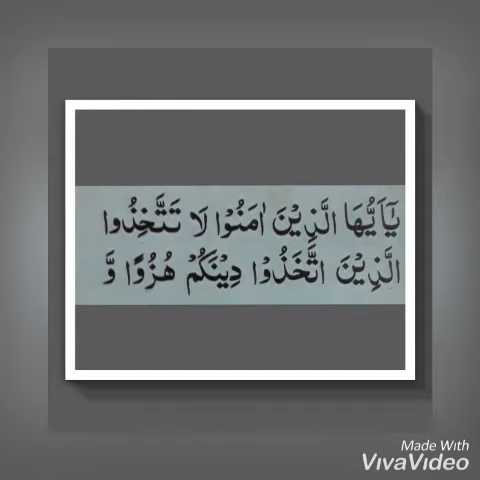 يٰۤاَيُّهَا الَّذِيْنَ اٰمَنُوْا لَا تَتَّخِذُوا
الَّذِيْنَ اتَّخَذُوْا دِيْنَكُمْ هُزُوًا وَّ
Made With
VivaVideo